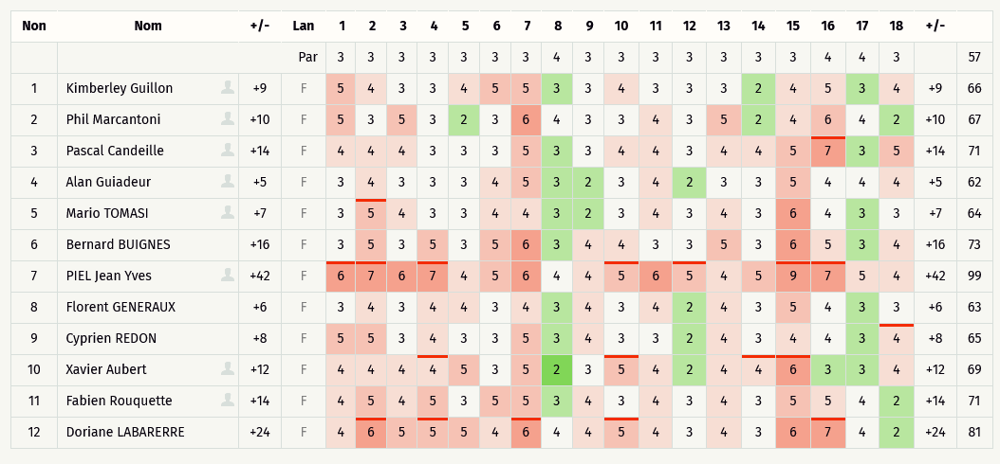 Non Nom +/- Lan 1 2 3 4 5 6 7 8 9 10 11 12 13 14 15 16 17 18 +/-
Par 3 3 3 3 3 3 3 4 3 3 3 3 3 3 3 4 4 3 57
1 Kimberley Guillon +9 F 5 4 3 3 4 5 5 3 3 4 3 3 3 2 4 5 3 4 +9 66
2 Phil Marcantoni +10 F 5 3 5 3 2 3 6 4 3 3 4 3 5 2 4 6 4 2 +10 67
3 Pascal Candeille +14 F 4 4 4 3 3 3 5 3 3 4 4 3 4 4 5 7 3 5 +14 71
4 Alan Guiadeur +5 F 3 4 3 3 3 4 5 3 2 3 4 2 3 3 5 4 4 4 +5 62
5 Mario TOMASI +7 F 3 5 4 3 3 4 4 3 2 3 4 3 4 3 6 4 3 3 +7 64
6 Bernard BUIGNES +16 F 3 5 3 5 3 5 6 3 4 4 3 3 5 3 6 5 3 4 +16 73
7 PIEL Jean Yves +42 F 6 7 6 7 4 5 6 4 4 5 6 5 4 5 9 7 5 4 +42 99
8 Florent GENERAUX +6 F 3 4 3 4 4 3 4 3 4 3 4 2 4 3 5 4 3 3 +6 63
9 Cyprien REDON +8 F 5 5 3 4 3 3 5 3 4 3 3 2 4 3 4 4 3 4 +8 65
10 Xavier Aubert +12 F 4 4 4 4 5 3 5 2 3 5 4 2 4 4 6 3 3 4 +12 69
11 Fabien Rouquette +14 F 4 5 4 5 3 5 5 3 4 3 4 3 4 3 5 5 4 2 +14 71
12 Doriane LABARERRE +24 F 4 6 5 5 5 4 6 4 4 5 4 3 4 3 6 7 4 2 +24 81